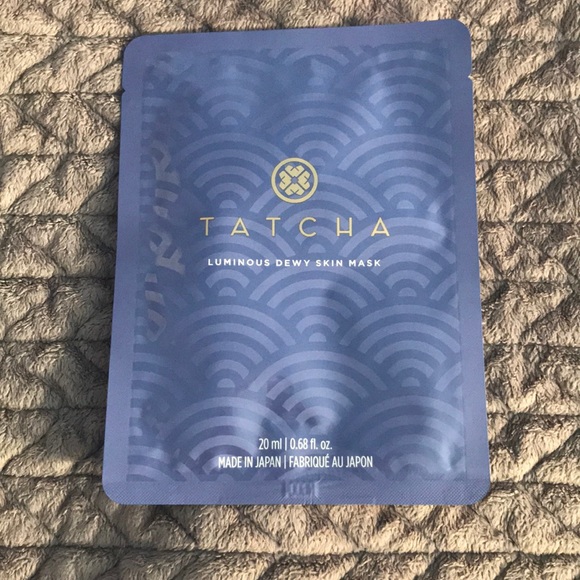 TATCHA
LUMINOUS DEWY SKIN MASK
20 ml | 0.68 fl. oz.
MADE IN JAPAN | FABRIQUÉ AU JAPON